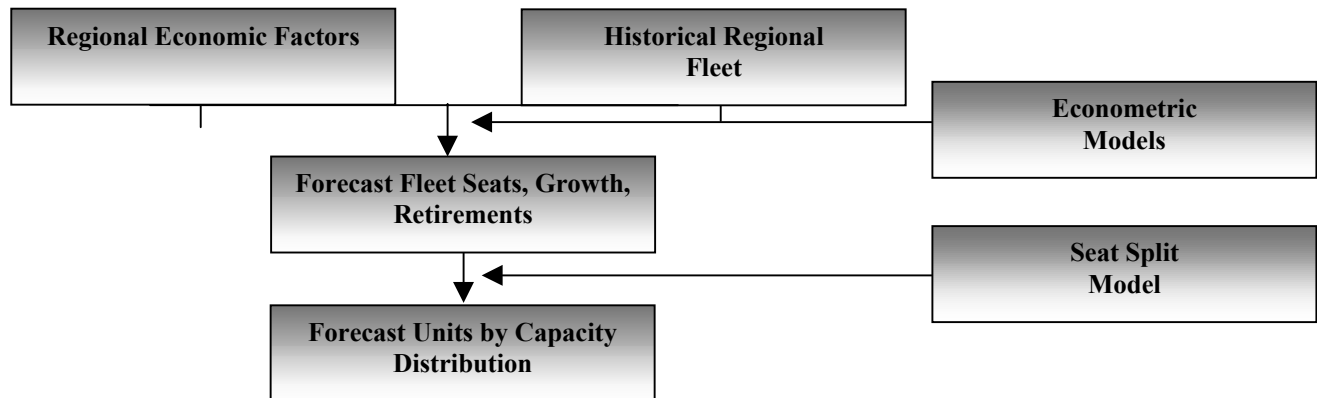 Regional Economic Factors
Historical Regional
Fleet
Econometric
Models
Forecast Fleet Seats, Growth,
Retirements
Seat Split
Model
Forecast Units by Capacity
Distribution